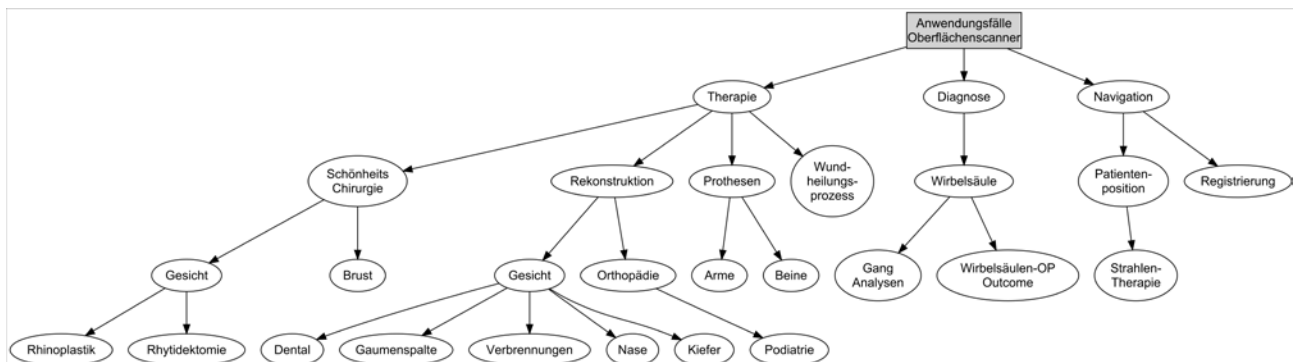 Anwendungsfälle
Oberflächenscanner
Therapie
Diagnose
Navigation
Schönheits
Chirurgie
Rekonstruktion
Prothesen
Wund-
heilungs-
prozess
Wirbelsäule
Patienten-
position
Registrierung
Gesicht
Brust
Gesicht
Orthopädie
Arme
Beine
Gang
Analysen
Wirbelsäulen-OP
Outcome
Strahlen-
Therapie
Rhinoplastik
Rhytidektomie
Dental
Gaumenspalte
Verbrennungen
Nase
Kiefer
Podiatrie